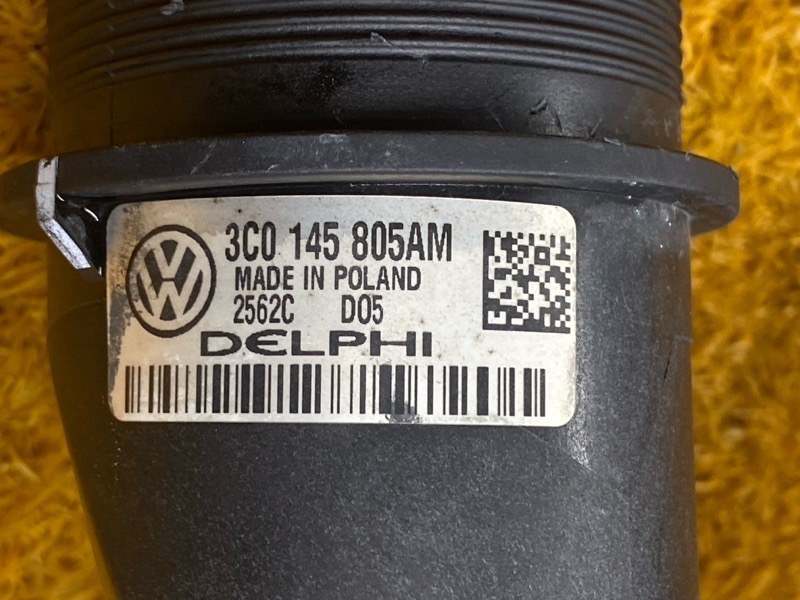 3C0 145 805AM
MADE IN POLAND
2562C D05
DELPHI